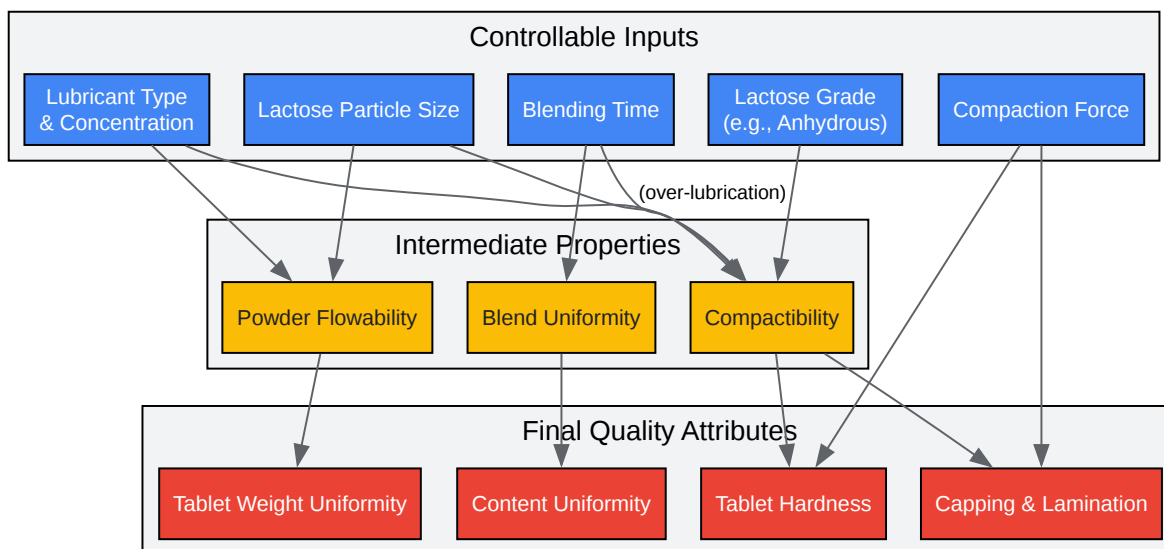 Controllable Inputs
Lubricant Type
& Concentration
Lactose Particle Size
Blending Time
Lactose Grade
(e.g., Anhydrous)
Compaction Force
(over-lubrication)
Intermediate Properties
Powder Flowability
Blend Uniformity
Compactibility
Final Quality Attributes
Tablet Weight Uniformity
Content Uniformity
Tablet Hardness
Capping & Lamination